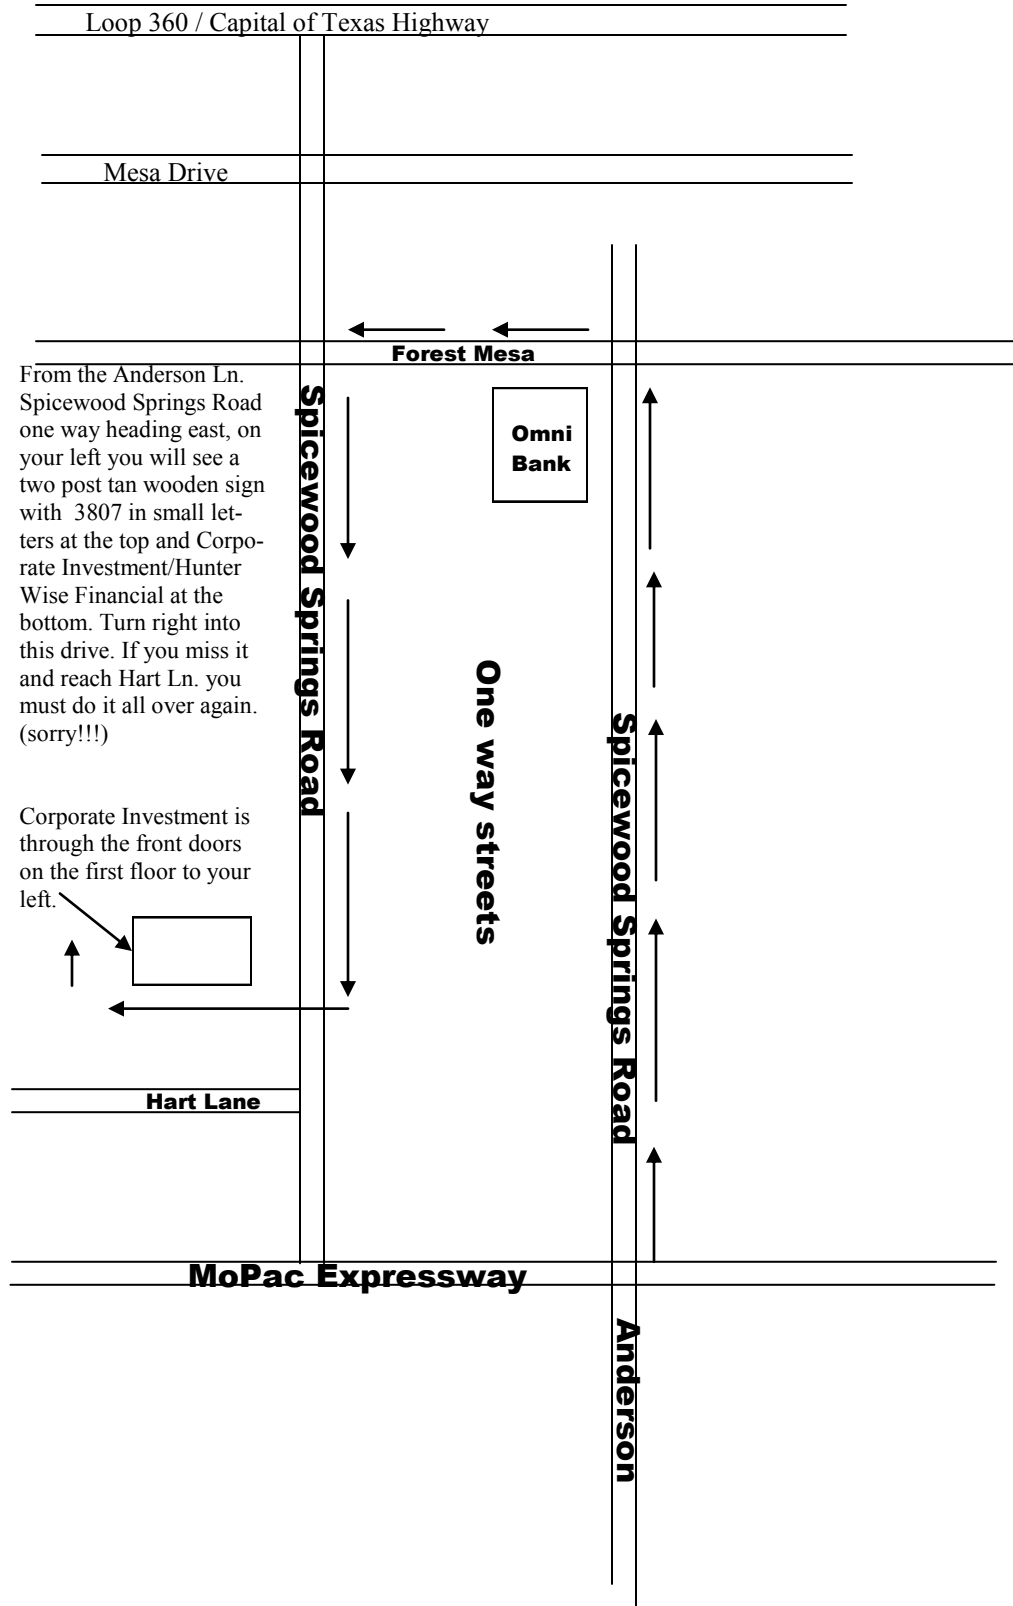 Loop 360 / Capital of Texas Highway
Mesa Drive
Forest Mesa
From the Anderson Ln.
Spicewood Springs Road
one way heading east, on
your left you will see a
two post tan wooden sign
with  3807 in small let-
ters at the top and Corpo-
rate Investment/Hunter
Wise Financial at the
bottom. Turn right into
this drive. If you miss it
and reach Hart Ln. you
must do it all over again.
(sorry!!!)
Spicewood Springs Road
Omni
Bank
One way streets
Spicewood Springs Road
Corporate Investment is
through the front doors
on the first floor to your
left.
Hart Lane
MoPac Expressway
Anderson